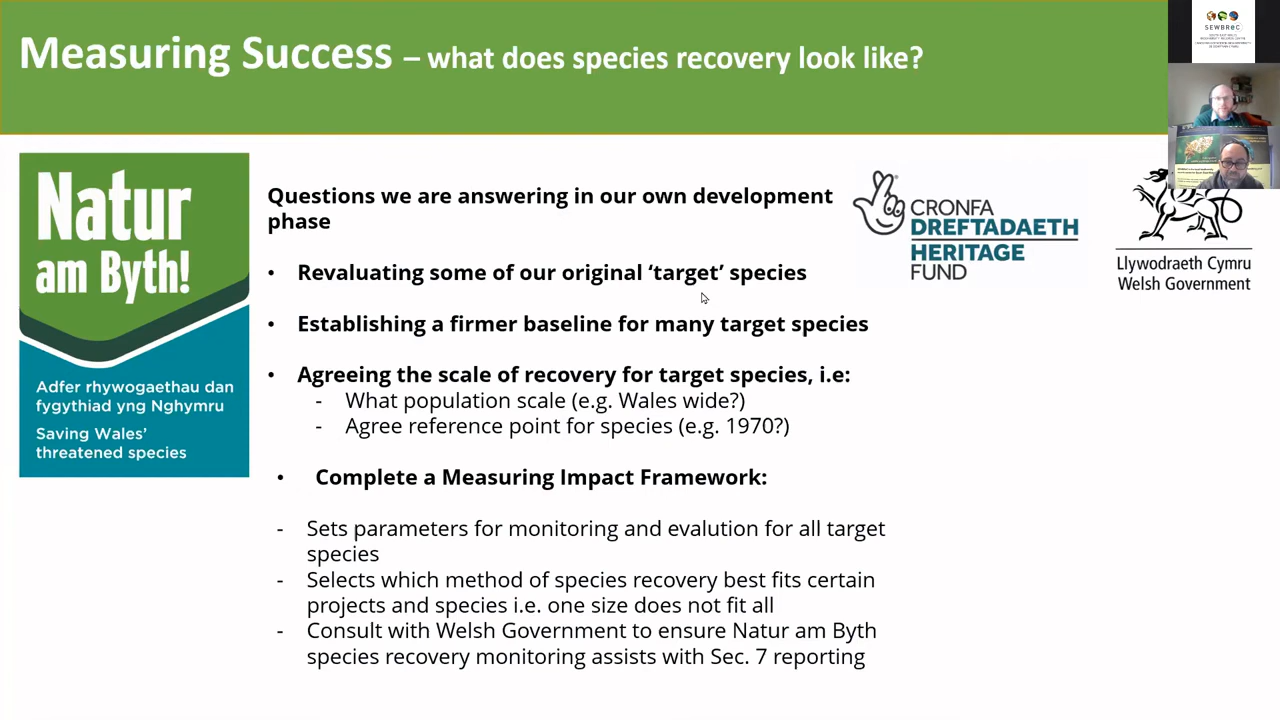 Measuring Success – what does species recovery look like?
SEWBReC
Natur
am Byth!
Adfer rhywogaethau dan
fygythiad yng Nghymru
Saving Wales’
threatened species
Questions we are answering in our own development
phase
• Revaluating some of our original ‘target’ species
• Establishing a firmer baseline for many target species
• Agreeing the scale of recovery for target species, i.e:
- What population scale (e.g. Wales wide?)
- Agree reference point for species (e.g. 1970?)
• Complete a Measuring Impact Framework:
- Sets parameters for monitoring and evalution for all target
species
- Selects which method of species recovery best fits certain
projects and species i.e. one size does not fit all
- Consult with Welsh Government to ensure Natur am Byth
species recovery monitoring assists with Sec. 7 reporting
CRONFA
DREFTADAETH
HERITAGE
FUND
Llywodraeth Cymru
Welsh Government